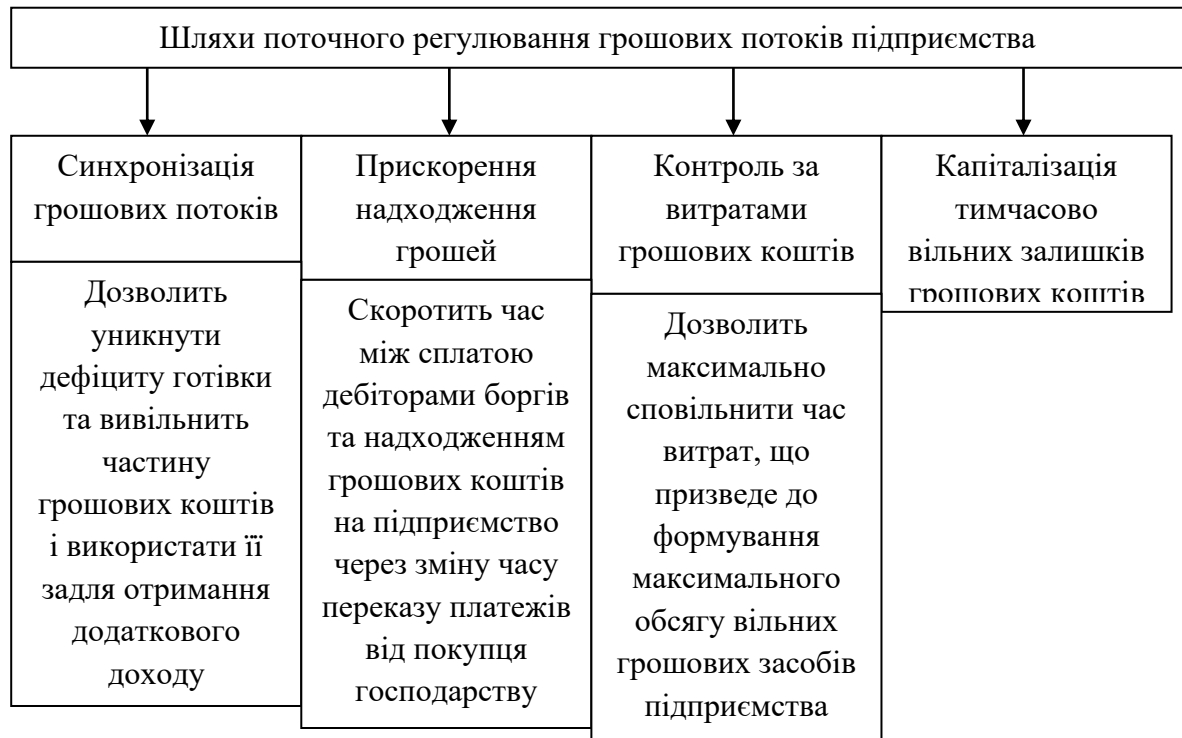 Шляхи поточного регулювання грошових потоків підприємства
Синхронізація
грошових потоків
Дозволить
уникнути
дефіциту готівки
та вивільнить
частину
грошових коштів
і використати її
задля отримання
додаткового
доходу
Прискорення
надходження
грошей
Скоротить час
між сплатою
дебіторами боргів
та надходженням
грошових коштів
на підприємство
через зміну часу
переказу платежів
від покупця
господарству
Контроль за
витратами
грошових коштів
Дозволить
максимально
сповільнити час
витрат, що
призведе до
формування
максимального
обсягу вільних
грошових засобів
підприємства
Капіталізація
тимчасово
вільних залишків
грошових коштів